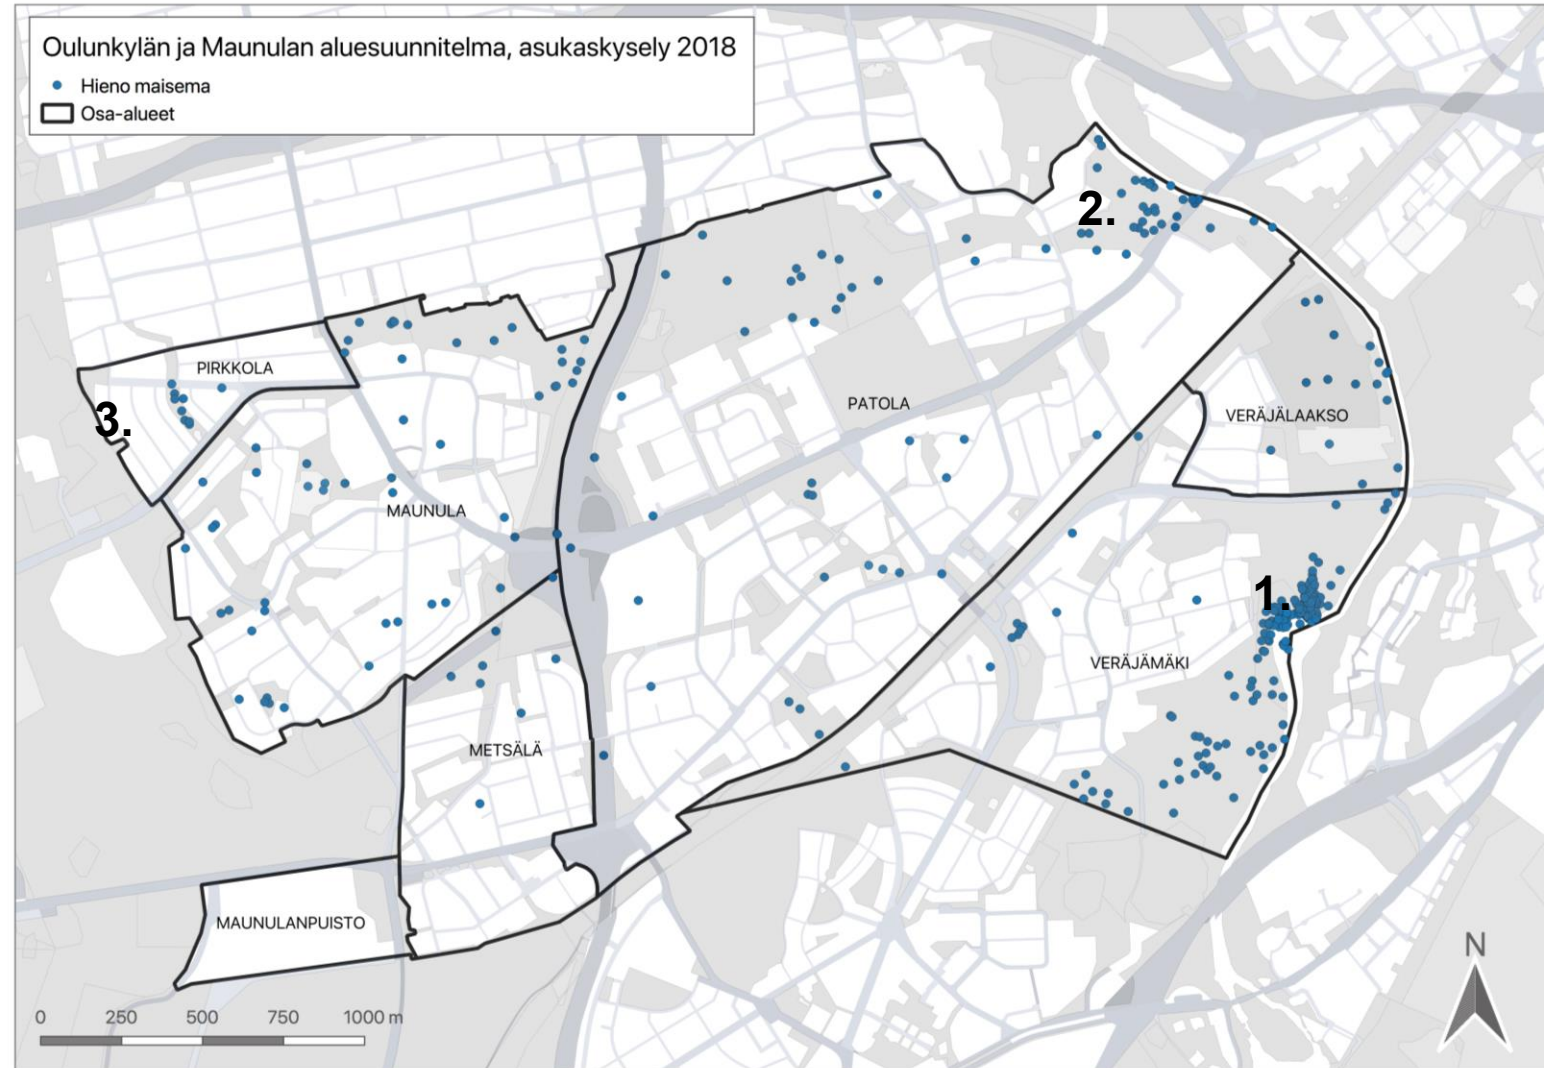 Oulunkylän ja Maunulan aluesuunnitelma, asukaskysely 2018
Hieno maisema
Osa-alueet
2.
PIRKKOLA
3.
PATOLA
VERÄJÄLAAKSO
MAUNULA
1.
VERÄJÄMÄKI
METSÄLÄ
MAUNULANPUISTO
N
0 250 500 750 1000 m